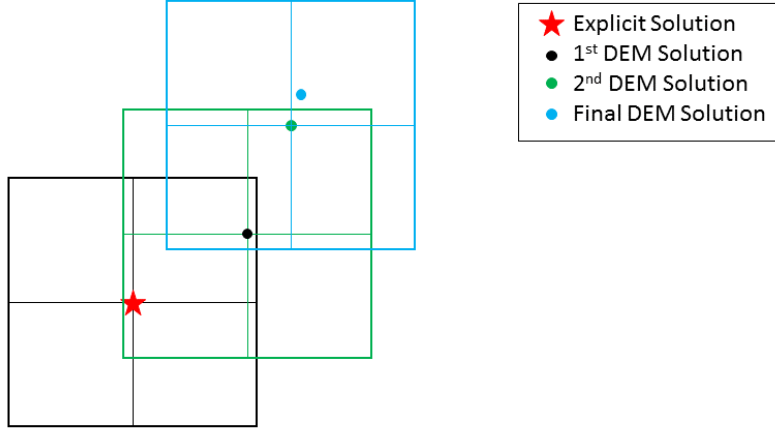 Explicit Solution
1st DEM Solution
2nd DEM Solution
Final DEM Solution